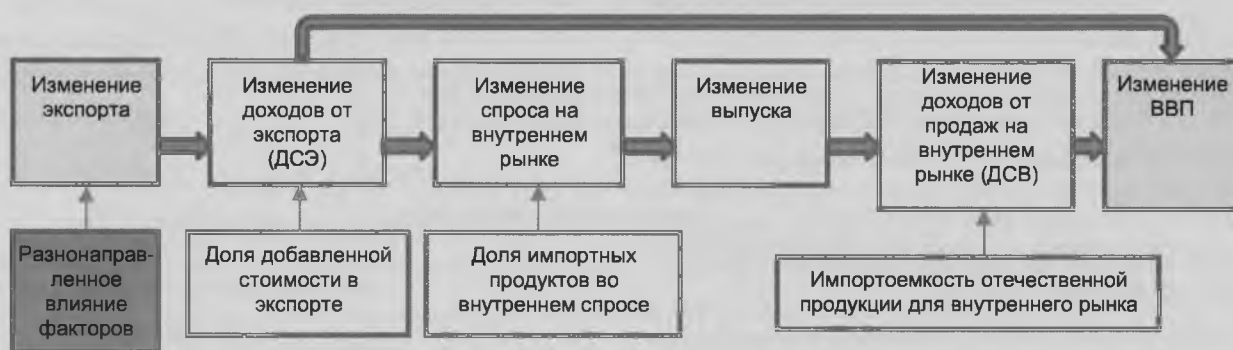 Изменение
экспорта
Изменение
доходов от
экспорта
(ДСЭ)
Изменение
спроса на
внутреннем
рынке
Изменение
выпуска
Изменение
доходов от
продаж на
внутреннем
рынке (ДСВ)
Изменение
ВВП
Разнонаправ-
ленное
влияние
факторов
Доля добавленной
стоимости в
экспорте
Доля импортных
продуктов во
внутреннем спросе
Импортоемкость отечественной
продукции для внутреннего рынка